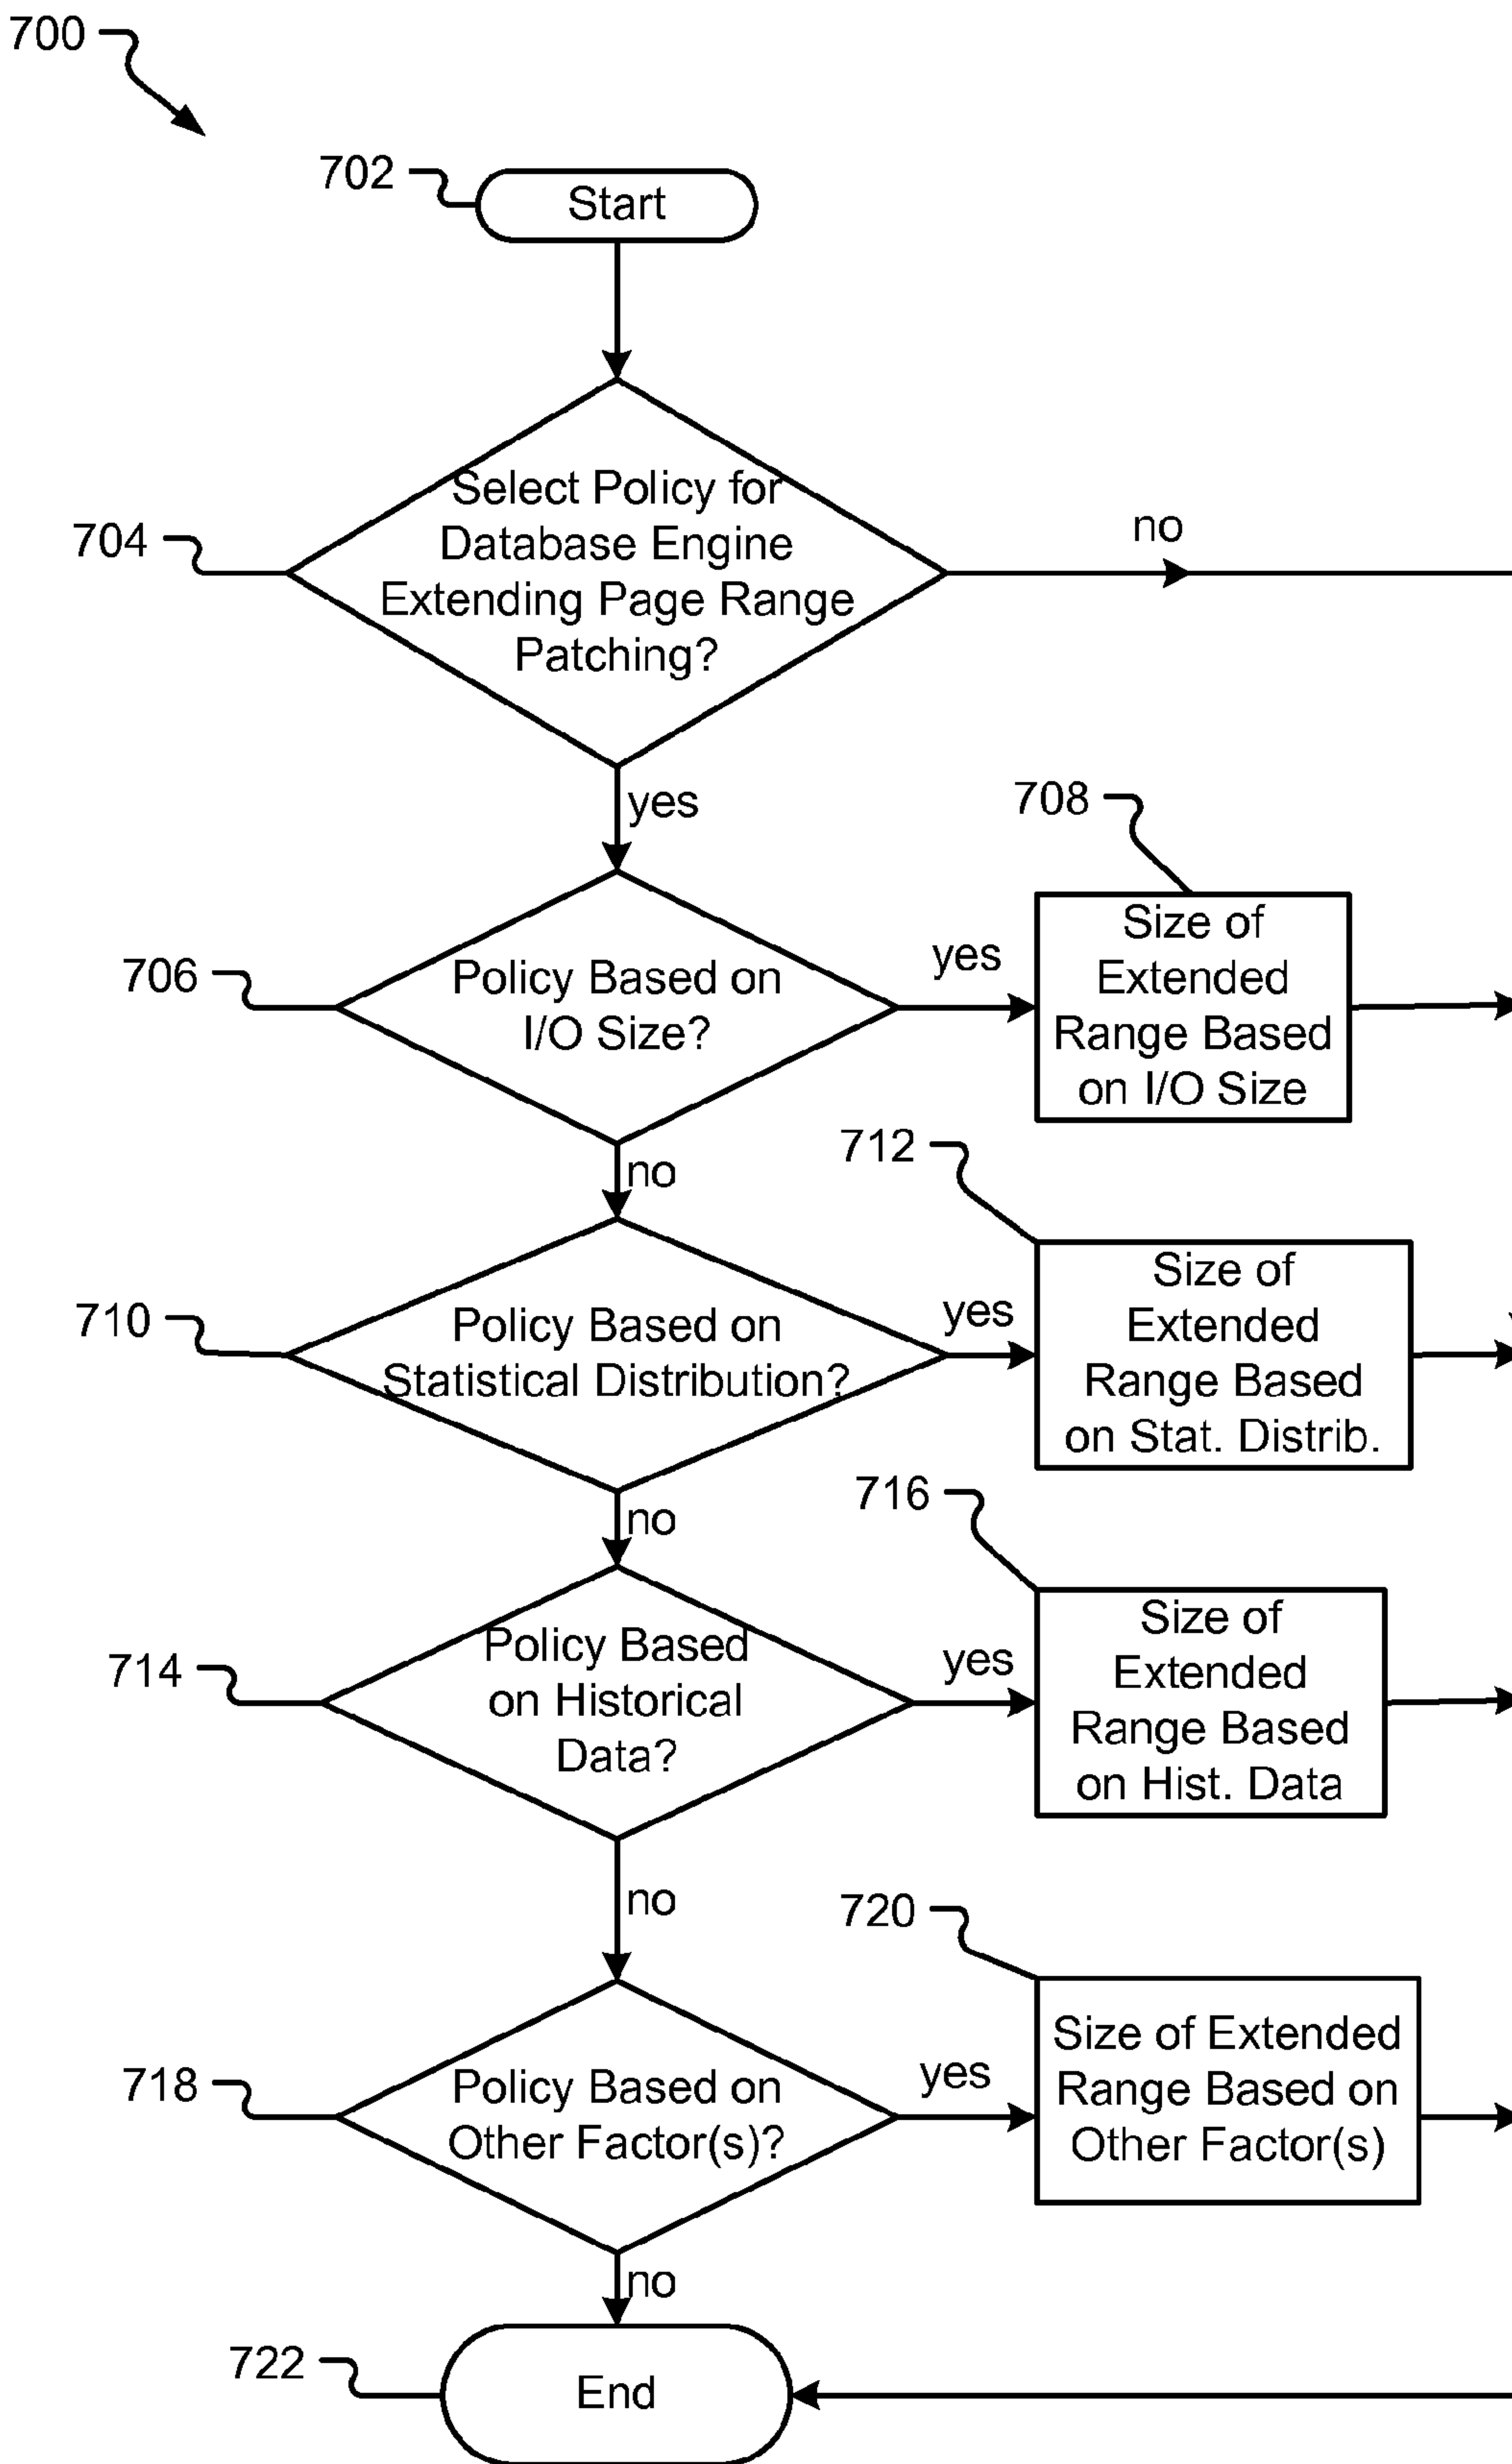 700
702
Start
704
Select Policy for
Database Engine
Extending Page Range
Patching?
no
yes
706
Policy Based on
I/O Size?
yes
708
Size of
Extended
Range Based
on I/O Size
no
710
Policy Based on
Statistical Distribution?
yes
712
Size of
Extended
Range Based
on Stat. Distrib.
no
714
Policy Based
on Historical
Data?
yes
716
Size of
Extended
Range Based
on Hist. Data
no
718
Policy Based on
Other Factor(s)?
yes
720
Size of Extended
Range Based on
Other Factor(s)
no
722
End